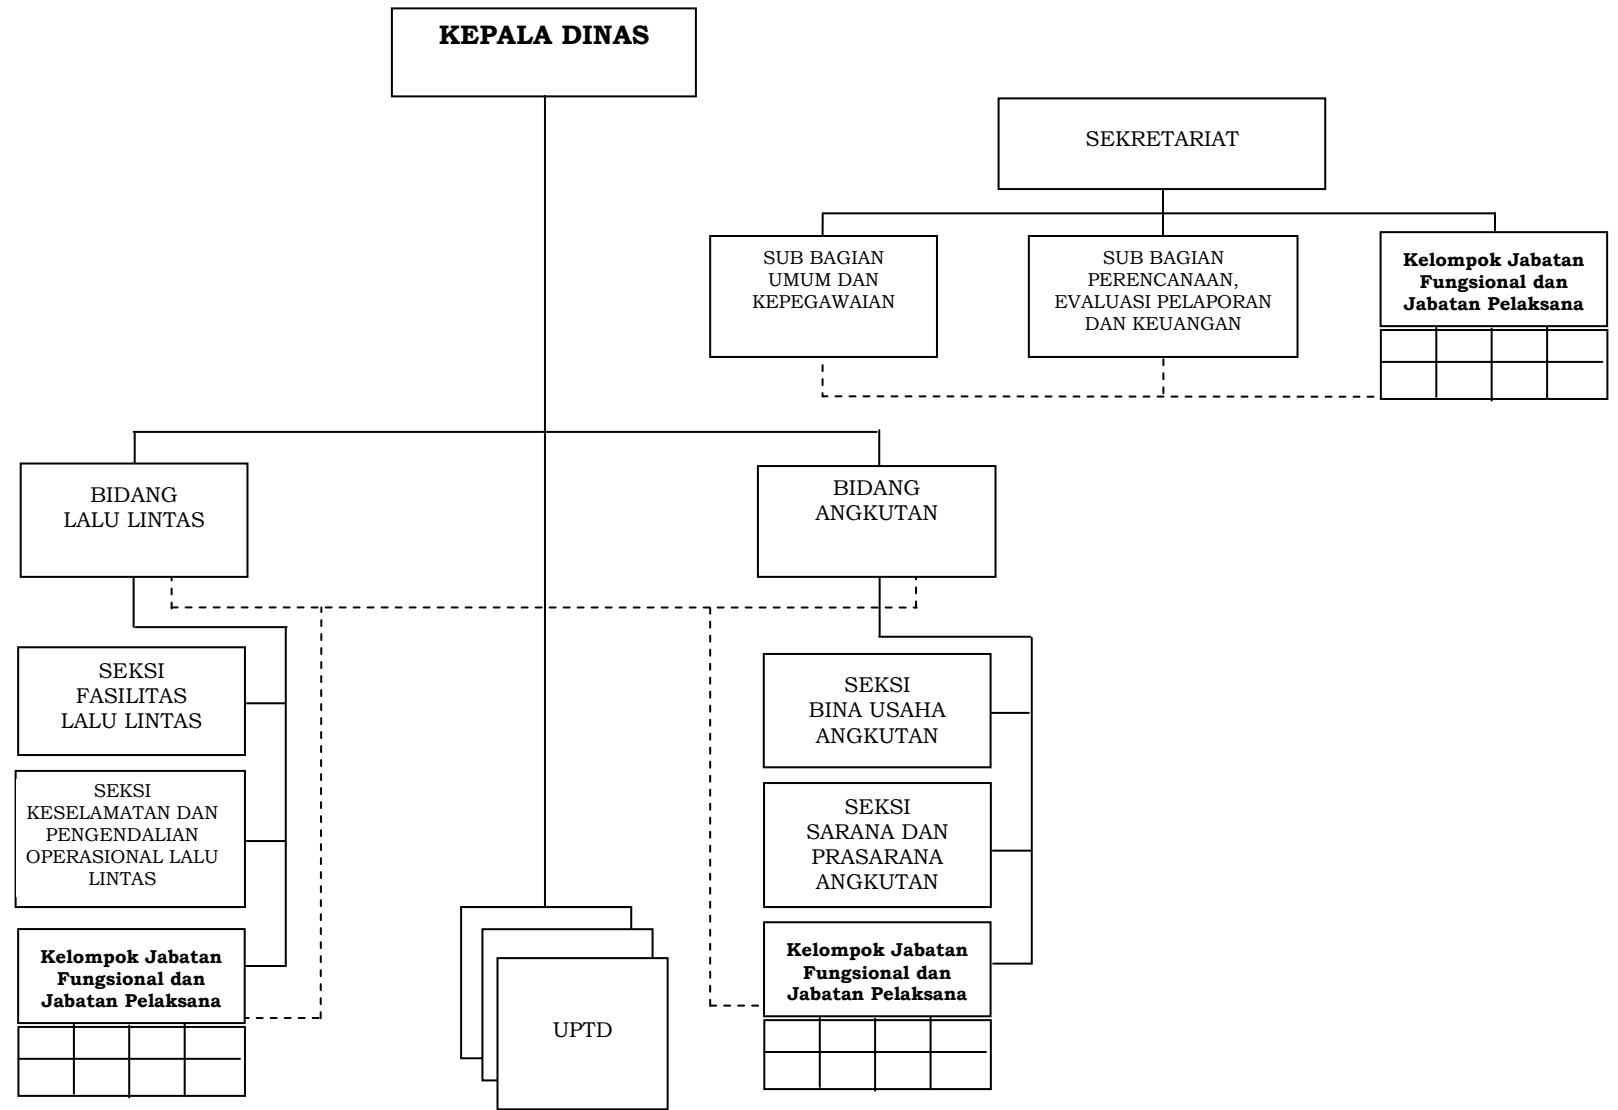 KEPALA DINAS
SEKRETARIAT
SUB BAGIAN
UMUM DAN
KEPEGAWAIAN
SUB BAGIAN
PERENCANAAN,
EVALUASI PELAPORAN
DAN KEUANGAN
Kelompok Jabatan
Fungsional dan
Jabatan Pelaksana
BIDANG
LALU LINTAS
BIDANG
ANGKUTAN
SEKSI
FASILITAS
LALU LINTAS
SEKSI
KESELAMATAN DAN
PENGENDALIAN
OPERASIONAL LALU
LINTAS
Kelompok Jabatan
Fungsional dan
Jabatan Pelaksana
UPTD
SEKSI
BINA USAHA
ANGKUTAN
SEKSI
SARANA DAN
PRASARANA
ANGKUTAN
Kelompok Jabatan
Fungsional dan
Jabatan Pelaksana